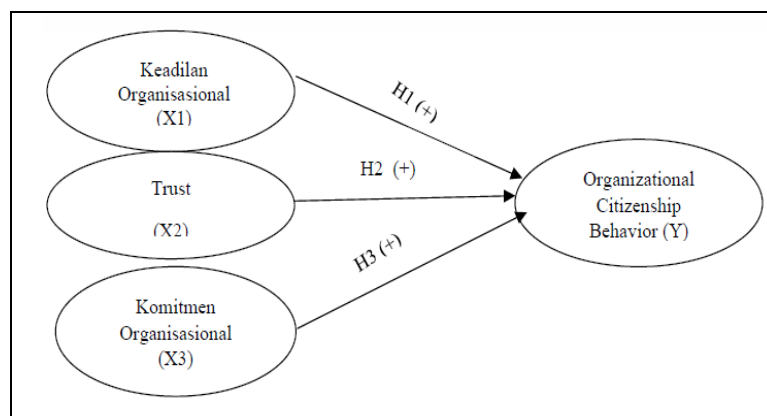 Keadilan
Organisasional
(X1)
H1 (+)
Trust
(X2)
H2 (+)
Organizational
Citizenship
Behavior (Y)
H3 (+)
Komitmen
Organisasional
(X3)